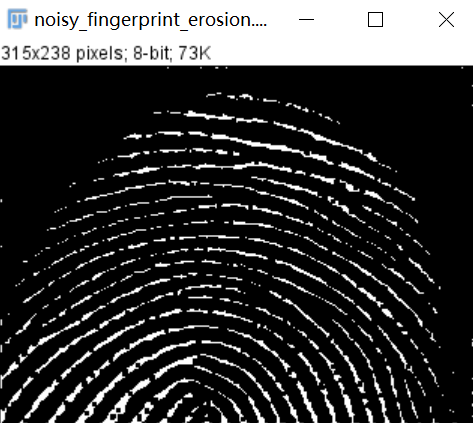 noisy_fingerprint_erosion....
315x238 pixels; 8-bit; 73K